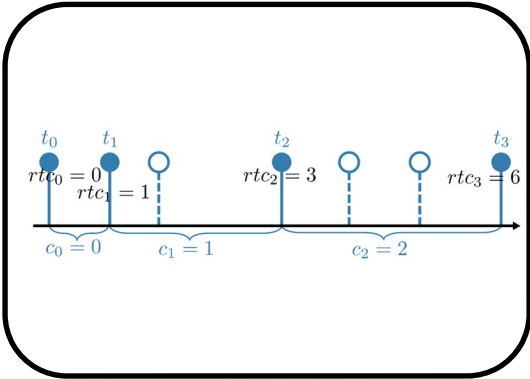 t₀ t₁ t₂ t₃
rtc₀ = 0 rtc₂ = 3 rtc₃ = 6
rtc₁ = 1
c₀ = 0 c₁ = 1 c₂ = 2